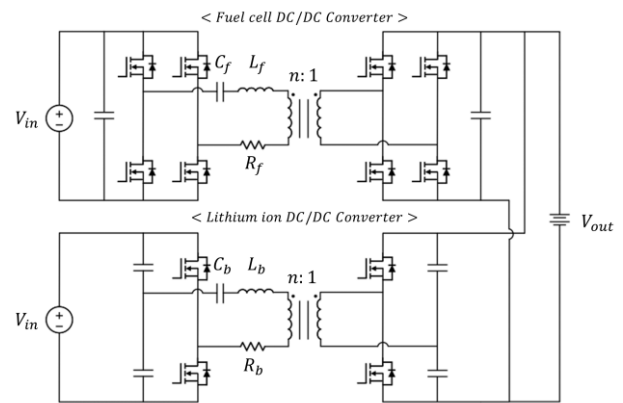 < Fuel cell DC/DC Converter >
C_f L_f n: 1
V_in
R_f
< Lithium ion DC/DC Converter >
V_out
C_b L_b n: 1
V_in
R_b